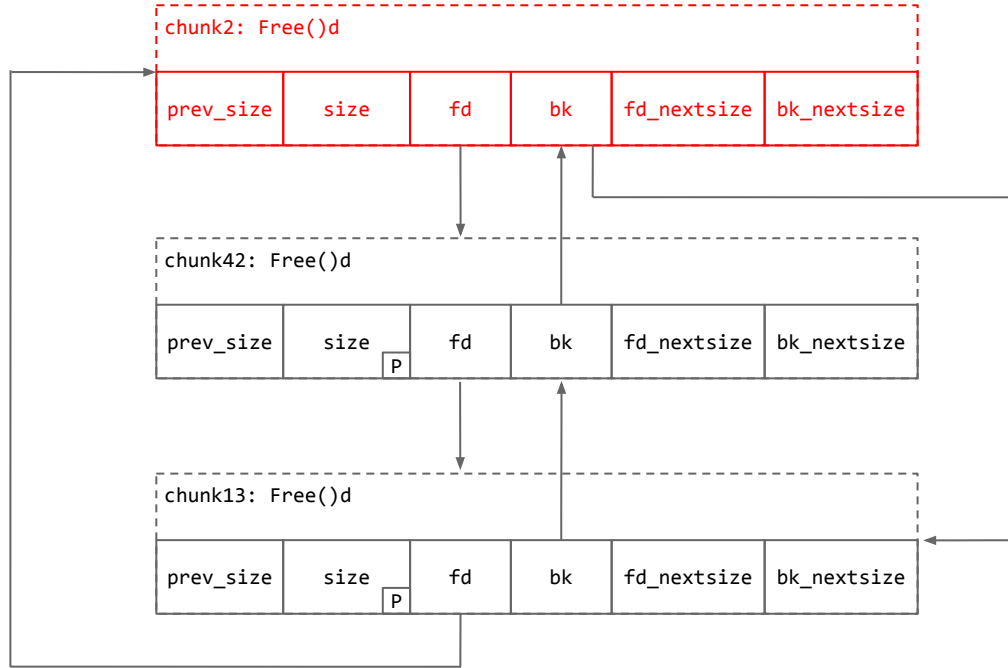 chunk2: Free()d
prev_size size fd bk fd_nextsize bk_nextsize
chunk42: Free()d
prev_size size P fd bk fd_nextsize bk_nextsize
chunk13: Free()d
prev_size size P fd bk fd_nextsize bk_nextsize